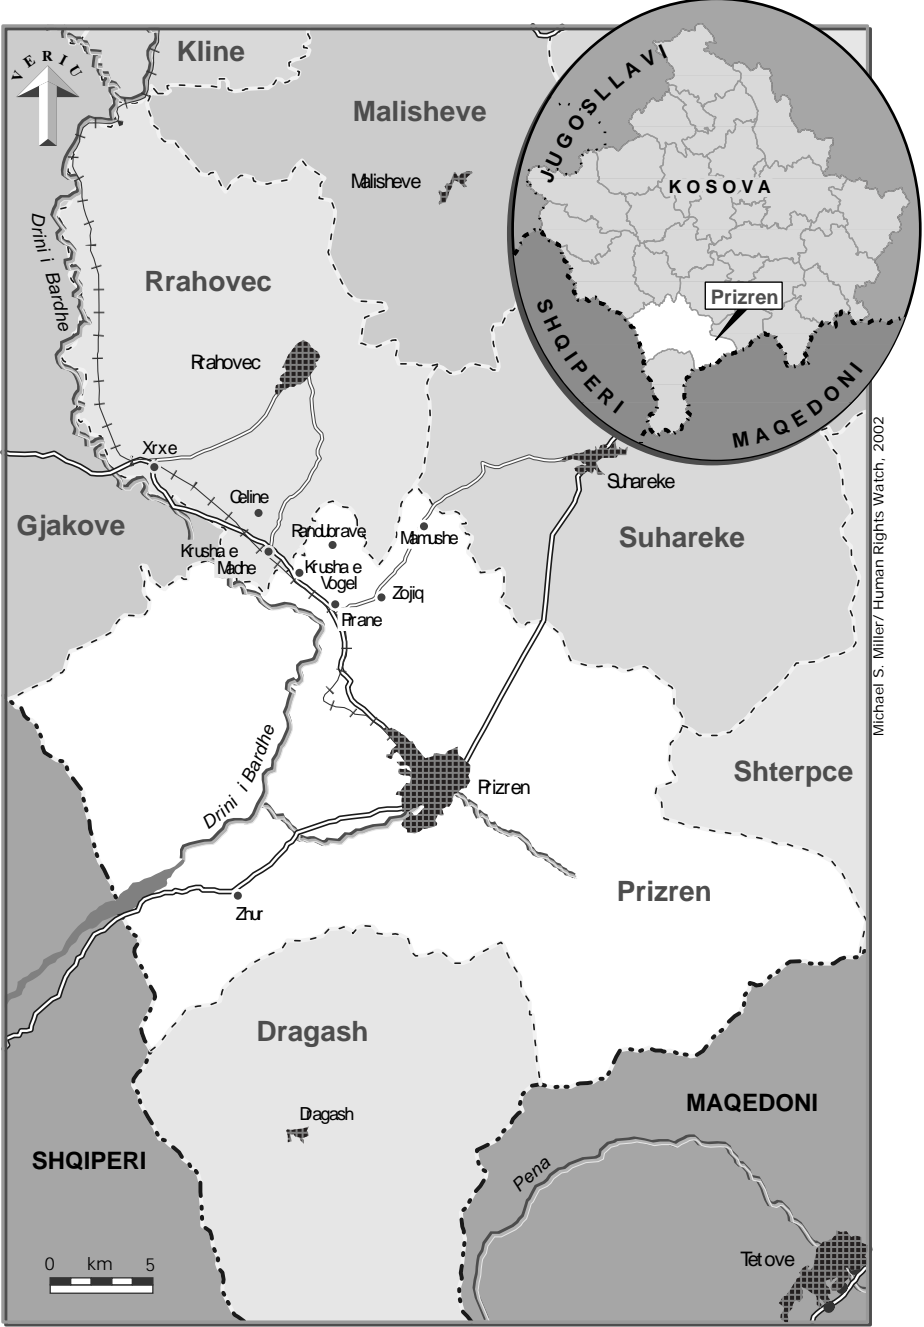 VERIU
Kline
Malisheve
Malisheve
JUGOSLLAVI
KOSOVA
Prizren
SHQIPERI
MAQEDONI
Drini i Bardhe
Rrahovec
Rrahovec
Xrxe
Celine
Gjakove
Krusha e
Madhe
Randubrave
Krusha e
Vogel
Mamushe
Zojiq
Pirane
Suhareke
Suhareke
Michael S. Miller/ Human Rights Watch, 2002
Drini i Bardhe
Prizren
Shterpce
Prizren
Zhur
Dragash
Dragash
MAQEDONI
SHQIPERI
Pena
Tetove
0 km 5